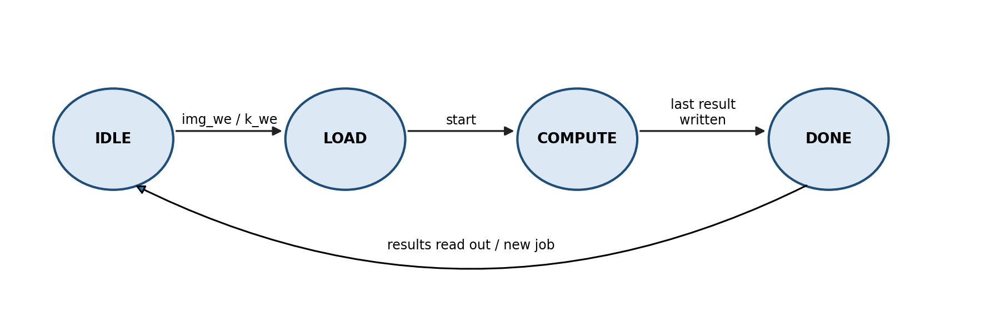 IDLE
img_we / k_we
LOAD
start
COMPUTE
last result
written
DONE
results read out / new job